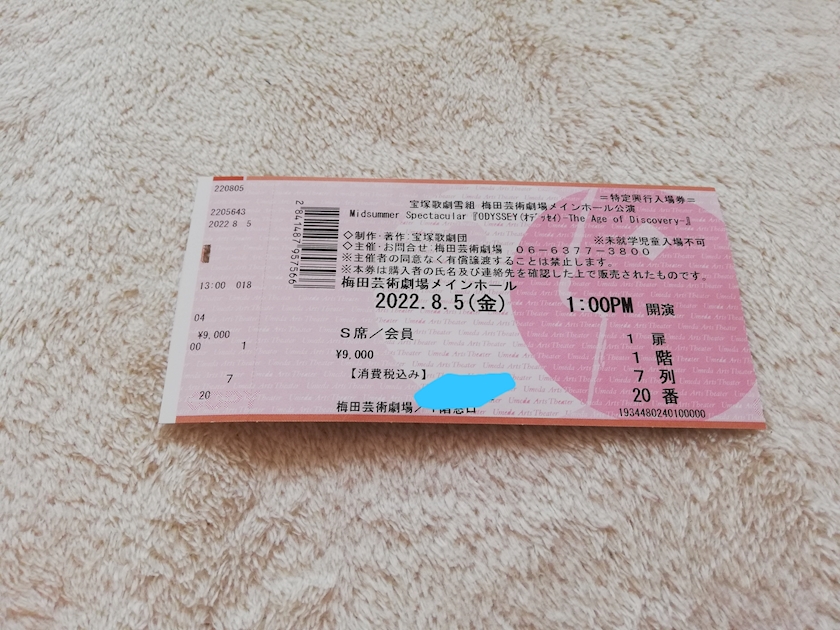 220805
2205643
2022.8 5
13:00 018
04
¥9,000
00 1
7
20
2841487957566
=特定興行入場券=
宝塚歌劇雪組 梅田芸術劇場メインホール公演
Midsummer Spectacular『ODYSSEY(オデッセイ)-The Age of Discovery-』
◇制作・著作:宝塚歌劇団 ※未就学児童入場不可
◇主催・お問合せ:梅田芸術劇場 06-6377-3800
※主催者の同意なく有償譲渡することは禁止します。
※本券は購入者の氏名及び連絡先を確認した上で販売されたものです。
梅田芸術劇場メインホール
2022.8.5(金) 1:00PM 開演
S席/会員
¥9,000
【消費税込み】
1 扉
1 階
7 列
20 番
梅田芸術劇場/
1934480240100000
Umeda Arts Theater